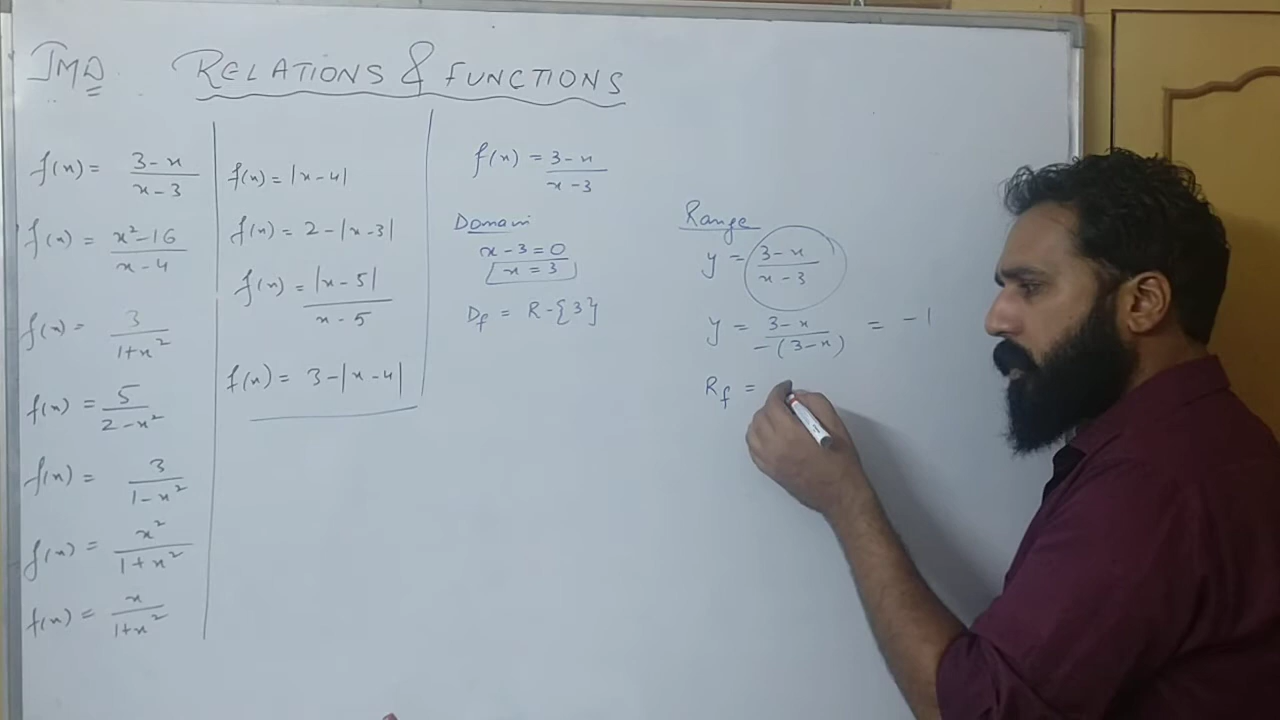 JMD RELATIONS & FUNCTIONS
f(x) = 3-x / x-3
f(x) = x²-16 / x-4
f(x) = 3 / 1+x²
f(x) = 5 / 2-x²
f(x) = 3 / 1-x²
f(x) = x² / 1+x²
f(x) = x / 1+x²
f(x) = |x-4|
f(x) = 2-|x-3|
f(x) = |x-5| / x-5
f(x) = 3-|x-4|
f(x) = 3-x / x-3
Domain
x-3=0
x=3
Df = R-{3}
Range
y = 3-x / x-3
y = 3-x / -(3-x) = -1
Rf =